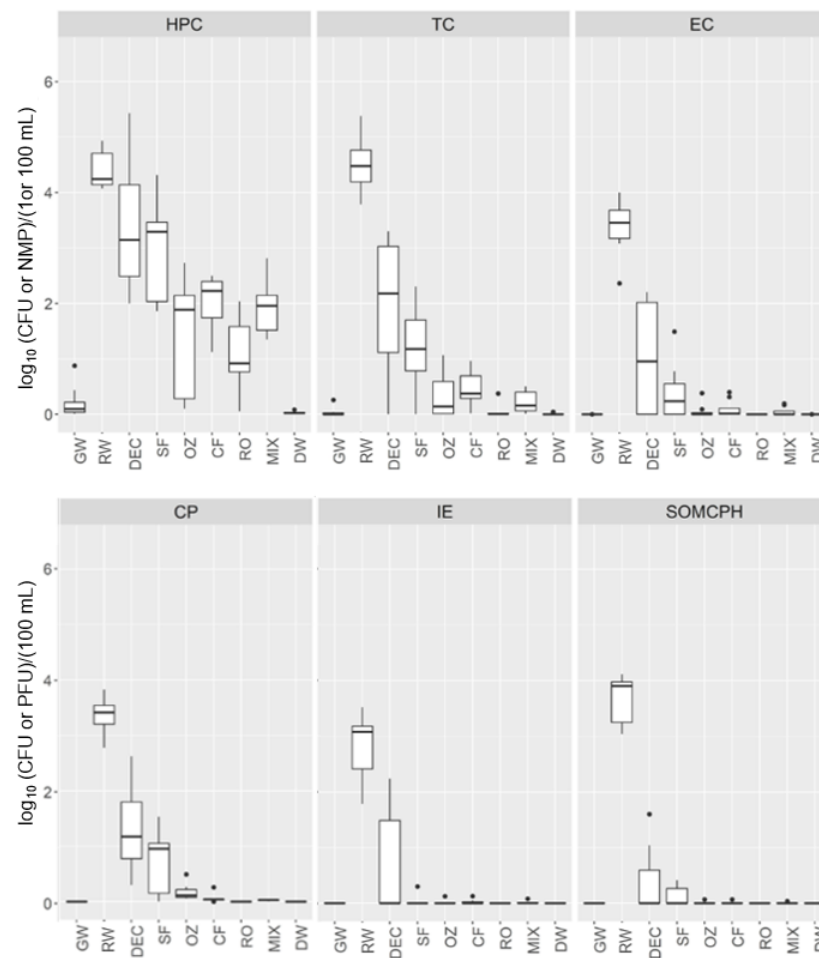 HPC TC EC
log₁₀ (CFU or NMP)/(1or 100 mL)
6
4
2
0
GW RW DEC SF OZ CF RO MIX DW GW RW DEC SF OZ CF RO MIX DW GW RW DEC SF OZ CF RO MIX DW
CP IE SOMCPH
log₁₀ (CFU or PFU)/(100 mL)
6
4
2
0
GW RW DEC SF OZ CF RO MIX DW GW RW DEC SF OZ CF RO MIX DW GW RW DEC SF OZ CF RO MIX DW